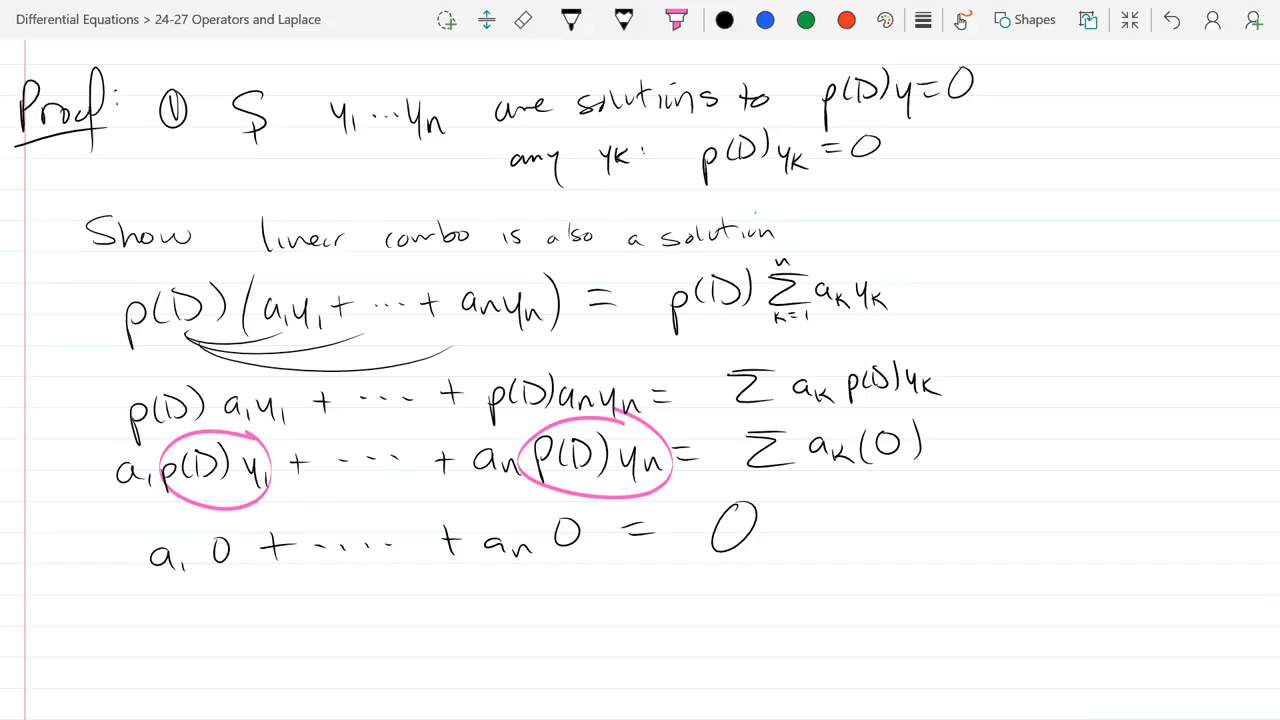 Differential Equations > 24-27 Operators and Laplace
Shapes
Proof: ① $ y₁ ... yₙ are solutions to p(D)y=0
any yₖ: p(D)yₖ = 0
Show linear combo is also a solution
p(D)(a₁y₁ + ... + aₙyₙ) = p(D) ∑ₖ₌₁ⁿ aₖyₖ
p(D) a₁y₁ + ... + p(D)aₙyₙ = ∑ aₖ p(D)yₖ
a₁p(D)y₁ + ... + aₙ p(D)yₙ = ∑ aₖ(0)
a₁ 0 + .... + aₙ 0 = 0